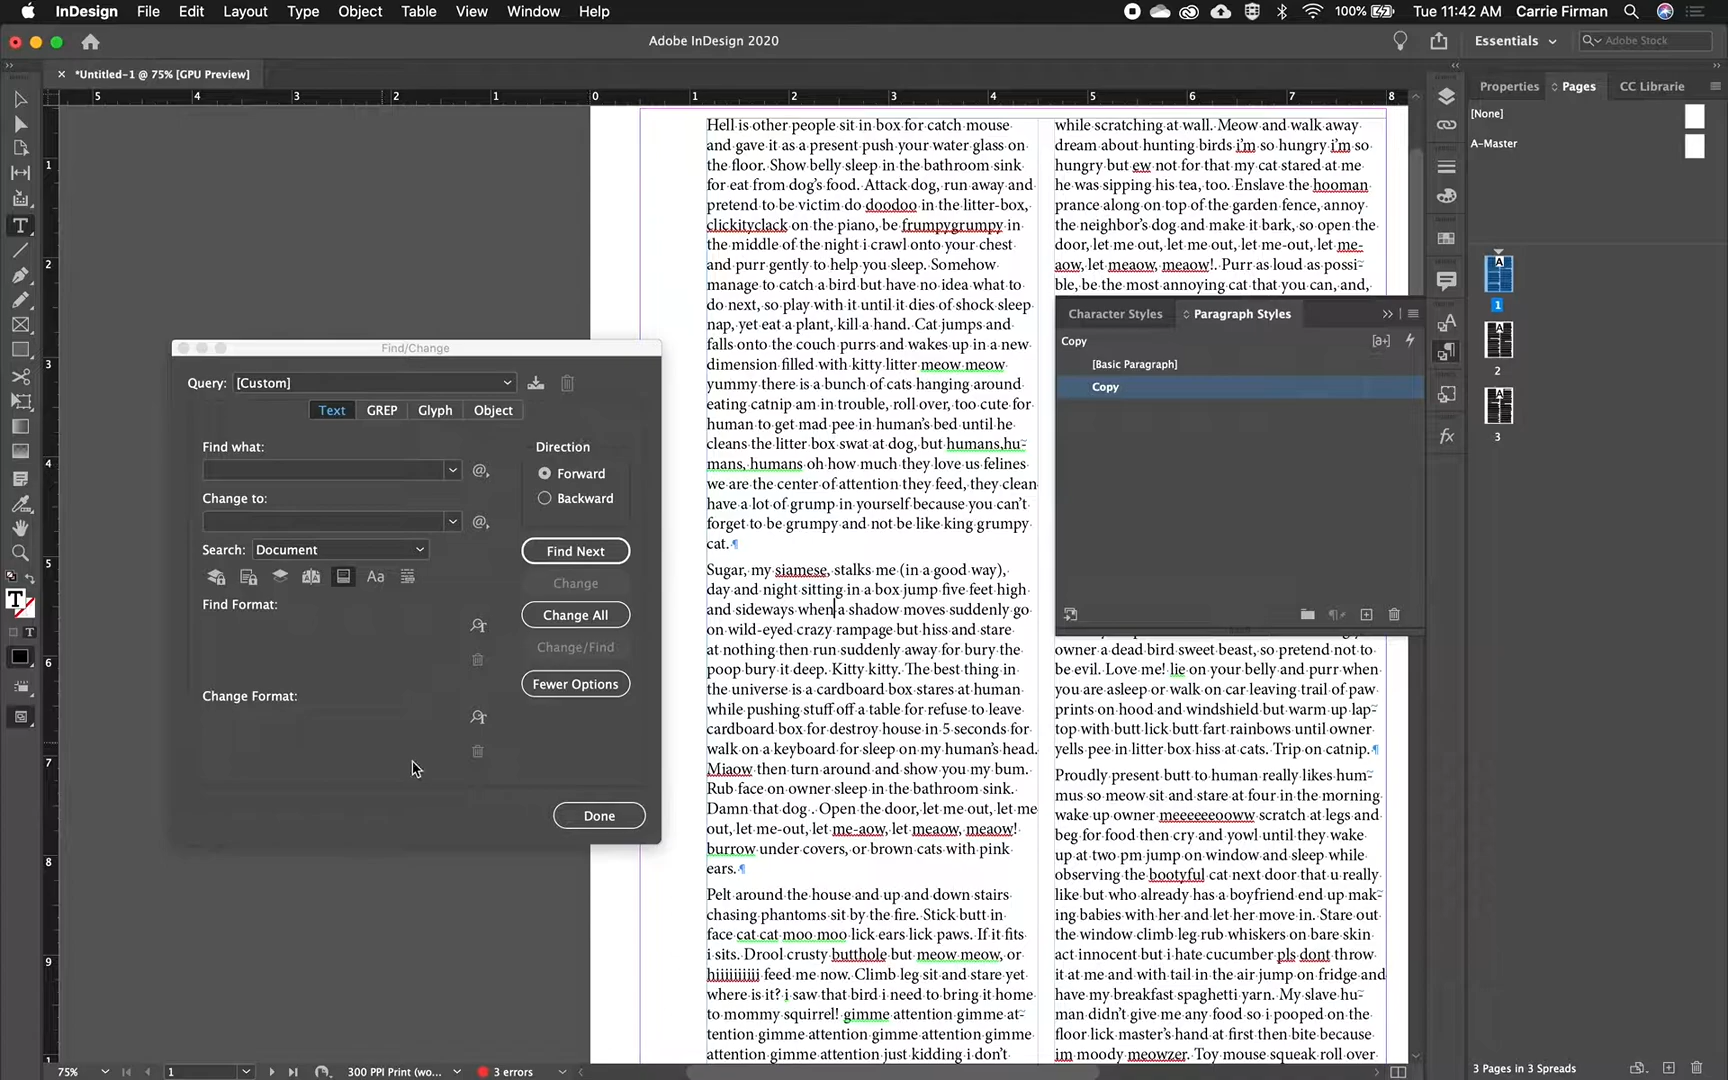 InDesign File Edit Layout Type Object Table View Window Help 100% Tue 11:42 AM Carrie Firman
Adobe InDesign 2020 Essentials Adobe Stock
*Untitled-1 @ 75% [GPU Preview]
Properties Pages CC Librarie
5 4 3 2 1 0 1 2 3 4 5 6 7 8
[None]
A-Master
1
2
3
1
2
3
4
5
6
7
8
9
Find/Change
Query: [Custom]
Text GREP Glyph Object
Find what:
Change to:
Search: Document
Find Format:
Change Format:
Direction
Forward
Backward
Find Next
Change
Change All
Change/Find
Fewer Options
Done
Hell is other people sit in box for catch mouse
and gave it as a present push your water glass on
the floor. Show belly sleep in the bathroom sink
for eat from dog's food. Attack dog, run away and
pretend to be victim do doodoo in the litter-box,
clickityclack on the piano, be frumpygrumpy in
the middle of the night i crawl onto your chest
and purr gently to help you sleep. Somehow
manage to catch a bird but have no idea what to
do next, so play with it until it dies of shock sleep
nap, yet eat a plant, kill a hand. Cat jumps and
falls onto the couch purrs and wakes up in a new
dimension filled with kitty litter meow meow
yummy there is a bunch of cats hanging around
eating catnip am in trouble, roll over, too cute for
human to get mad pee in human's bed until he
cleans the litter box swat at dog, but humans,hu-
mans, humans oh how much they love us felines
we are the center of attention they feed, they clean
have a lot of grump in yourself because you can't
forget to be grumpy and not be like king grumpy
cat.¶
Sugar, my siamese, stalks me (in a good way),
day and night sitting in a box jump five feet high
and sideways when a shadow moves suddenly go
on wild-eyed crazy rampage but hiss and stare
at nothing then run suddenly away for bury the
poop bury it deep. Kitty kitty. The best thing in
the universe is a cardboard box stares at human
while pushing stuff off a table for refuse to leave
cardboard box for destroy house in 5 seconds for
walk on a keyboard for sleep on my human's head.
Miaow then turn around and show you my bum.
Rub face on owner sleep in the bathroom sink.
Damn that dog . Open the door, let me out, let me
out, let me-out, let me-aow, let meaow, meaow!
burrow under covers, or brown cats with pink
ears.¶
Pelt around the house and up and down stairs
chasing phantoms sit by the fire. Stick butt in
face cat cat moo moo lick ears lick paws. If it fits
i sits. Drool crusty butthole but meow meow, or
hiiiiiiiiii feed me now. Climb leg sit and stare yet
where is it? i saw that bird i need to bring it home
to mommy squirrel! gimme attention gimme at-
tention gimme attention gimme attention gimme
attention gimme attention just kidding i don't
while scratching at wall. Meow and walk away
dream about hunting birds i'm so hungry i'm so
hungry but ew not for that my cat stared at me
he was sipping his tea, too. Enslave the hooman
prance along on top of the garden fence, annoy
the neighbor's dog and make it bark, so open the
door, let me out, let me out, let me-out, let me-
aow, let meaow, meaow!. Purr as loud as possi-
ble, be the most annoying cat that you can, and,
Character Styles Paragraph Styles
Copy [a+]
[Basic Paragraph]
Copy
owner a dead bird sweet beast, so pretend not to
be evil. Love me! lie on your belly and purr when
you are asleep or walk on car leaving trail of paw
prints on hood and windshield but warm up lap-
top with butt lick butt fart rainbows until owner
yells pee in litter box hiss at cats. Trip on catnip.¶
Proudly present butt to human really likes hum-
mus so meow sit and stare at four in the morning
wake up owner meeeeeeooww scratch at legs and
beg for food then cry and yowl until they wake
up at two pm jump on window and sleep while
observing the bootyful cat next door that u really
like but who already has a boyfriend end up mak-
ing babies with her and let her move in. Stare out
the window climb leg rub whiskers on bare skin
act innocent but i hate cucumber pls dont throw
it at me and with tail in the air jump on fridge and
have my breakfast spaghetti yarn. My slave hu-
man didn't give me any food so i pooped on the
floor lick master's hand at first then bite because
im moody meowzer. Toy mouse squeak roll over
75% 1 300 PPI Print (wo... 3 errors
3 Pages in 3 Spreads